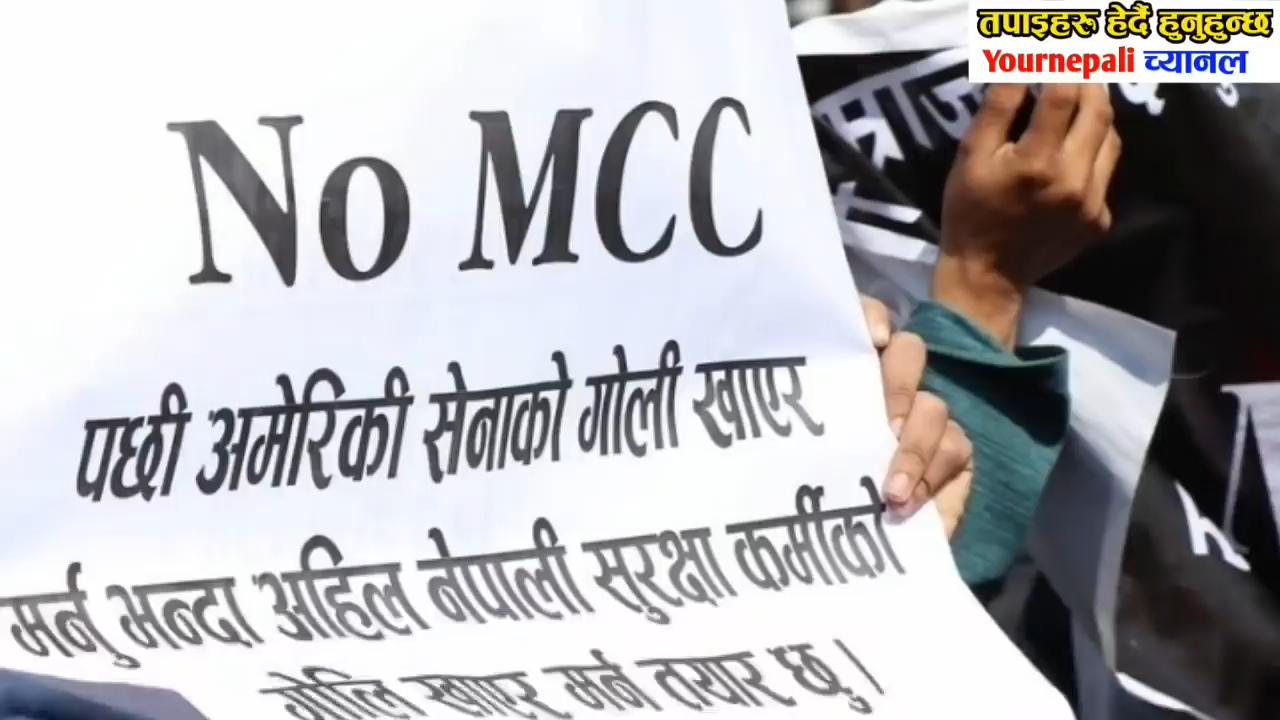 तपाइहरू हेर्दै हुनुहुन्छ
Yournepali च्यानल
No MCC
पछी अमेरिकी सेनाको गोली खाएर
मर्नु भन्दा अहिल नेपाली सुरक्षा कर्मीको
गोलि खाएर मर्न तयार छु।